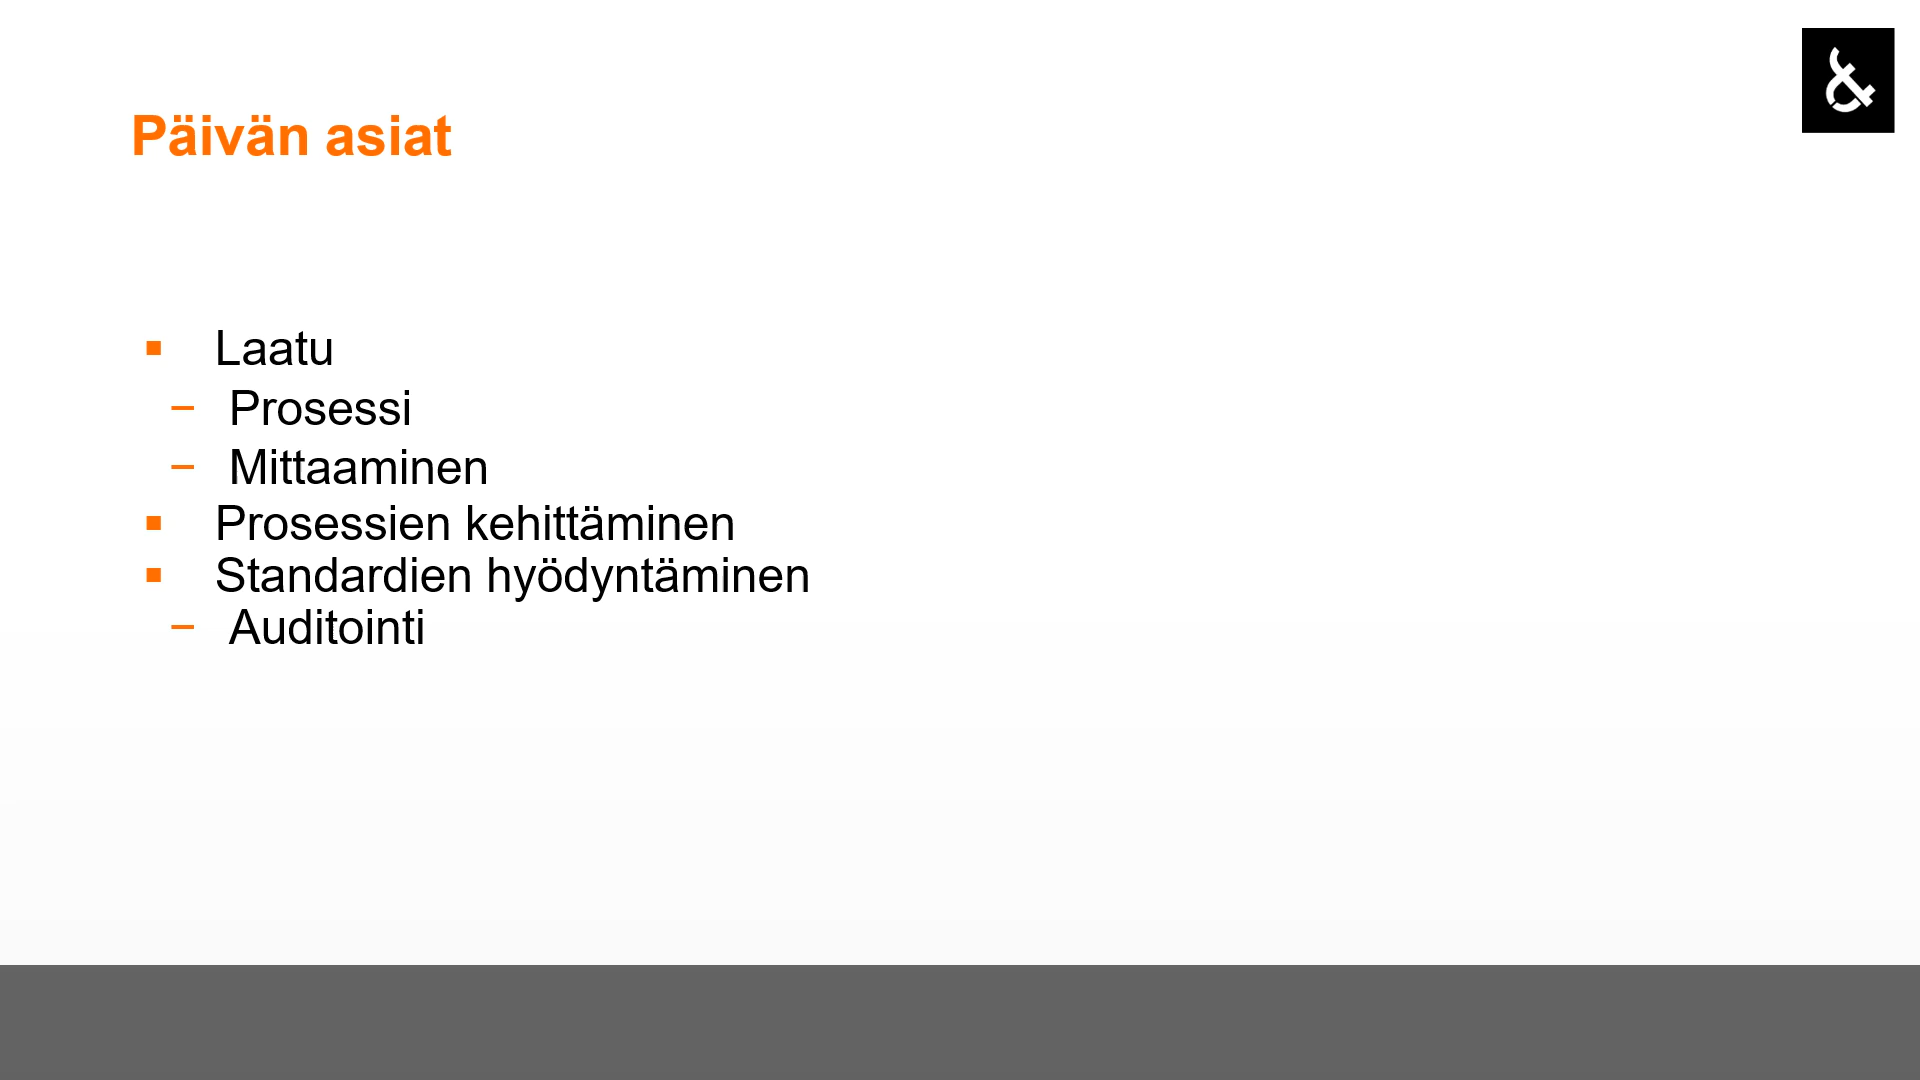 &
Päivän asiat
▪ Laatu
– Prosessi
– Mittaaminen
▪ Prosessien kehittäminen
▪ Standardien hyödyntäminen
– Auditointi